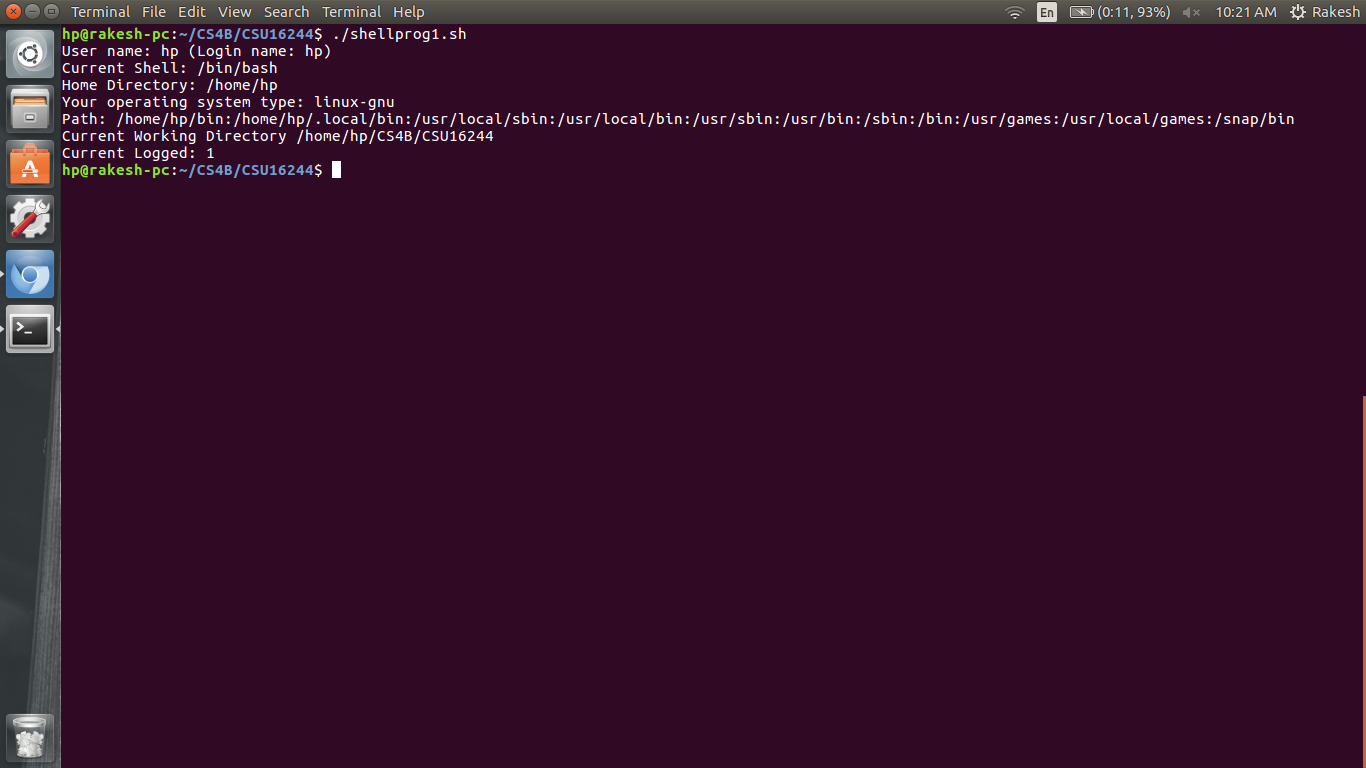 Terminal File Edit View Search Terminal Help En (0:11, 93%) 10:21 AM Rakesh
hp@rakesh-pc:~/CS4B/CSU16244$ ./shellprog1.sh
User name: hp (Login name: hp)
Current Shell: /bin/bash
Home Directory: /home/hp
Your operating system type: linux-gnu
Path: /home/hp/bin:/home/hp/.local/bin:/usr/local/sbin:/usr/local/bin:/usr/sbin:/usr/bin:/sbin:/bin:/usr/games:/usr/local/games:/snap/bin
Current Working Directory /home/hp/CS4B/CSU16244
Current Logged: 1
hp@rakesh-pc:~/CS4B/CSU16244$